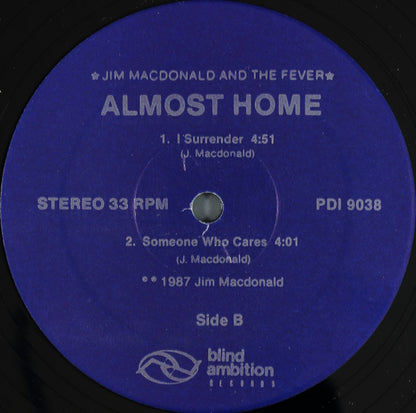 ★JIM MACDONALD AND THE FEVER★
ALMOST HOME
1. I Surrender 4:51
(J. Macdonald)
STEREO 33 RPM PDI 9038
2. Someone Who Cares 4:01
(J. Macdonald)
© ℗ 1987 Jim Macdonald
Side B
blind
ambition
RECORDS